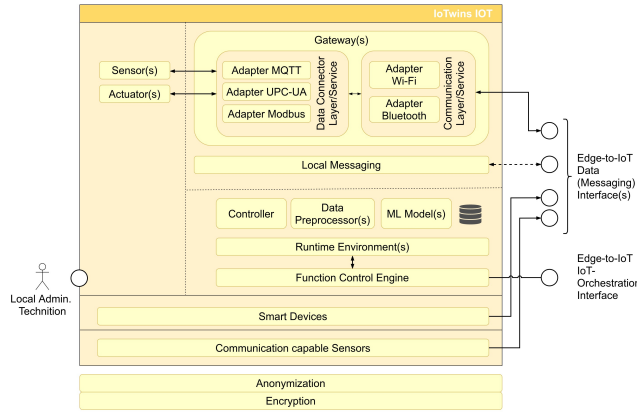 IoTwins IOT
Gateway(s)
Sensor(s)
Actuator(s)
Adapter MQTT
Adapter UPC-UA
Adapter Modbus
Data Connector
Layer/Service
Adapter
Wi-Fi
Adapter
Bluetooth
Communication
Layer/Service
Local Messaging
Edge-to-IoT
Data
(Messaging)
Interface(s)
Controller
Data
Preprocessor(s)
ML Model(s)
Runtime Environment(s)
Function Control Engine
Edge-to-IoT
IoT-
Orchestration
Interface
Local Admin.
Technition
Smart Devices
Communication capable Sensors
Anonymization
Encryption